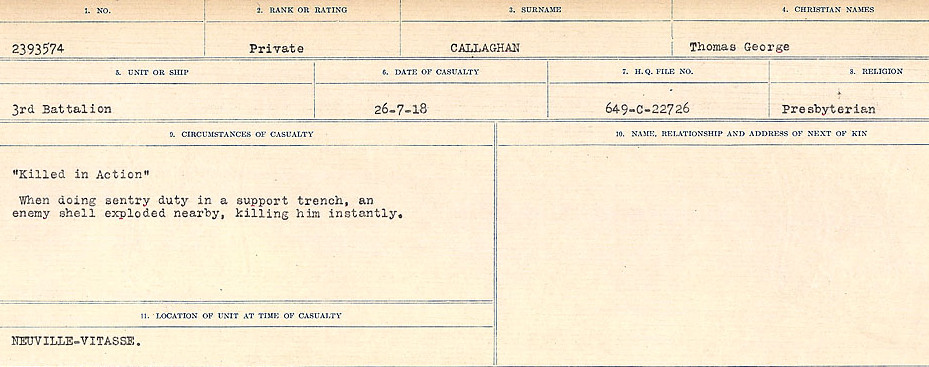 1. NO. 2. RANK OR RATING 3. SURNAME 4. CHRISTIAN NAMES
2393574 Private CALLAGHAN Thomas George
5. UNIT OR SHIP 6. DATE OF CASUALTY 7. H.Q. FILE NO. 8. RELIGION
3rd Battalion 26-7-18 649-C-22726 Presbyterian
9. CIRCUMSTANCES OF CASUALTY 10. NAME, RELATIONSHIP AND ADDRESS OF NEXT OF KIN
"Killed in Action"
When doing sentry duty in a support trench, an
enemy shell exploded nearby, killing him instantly.
11. LOCATION OF UNIT AT TIME OF CASUALTY
NEUVILLE-VITASSE.